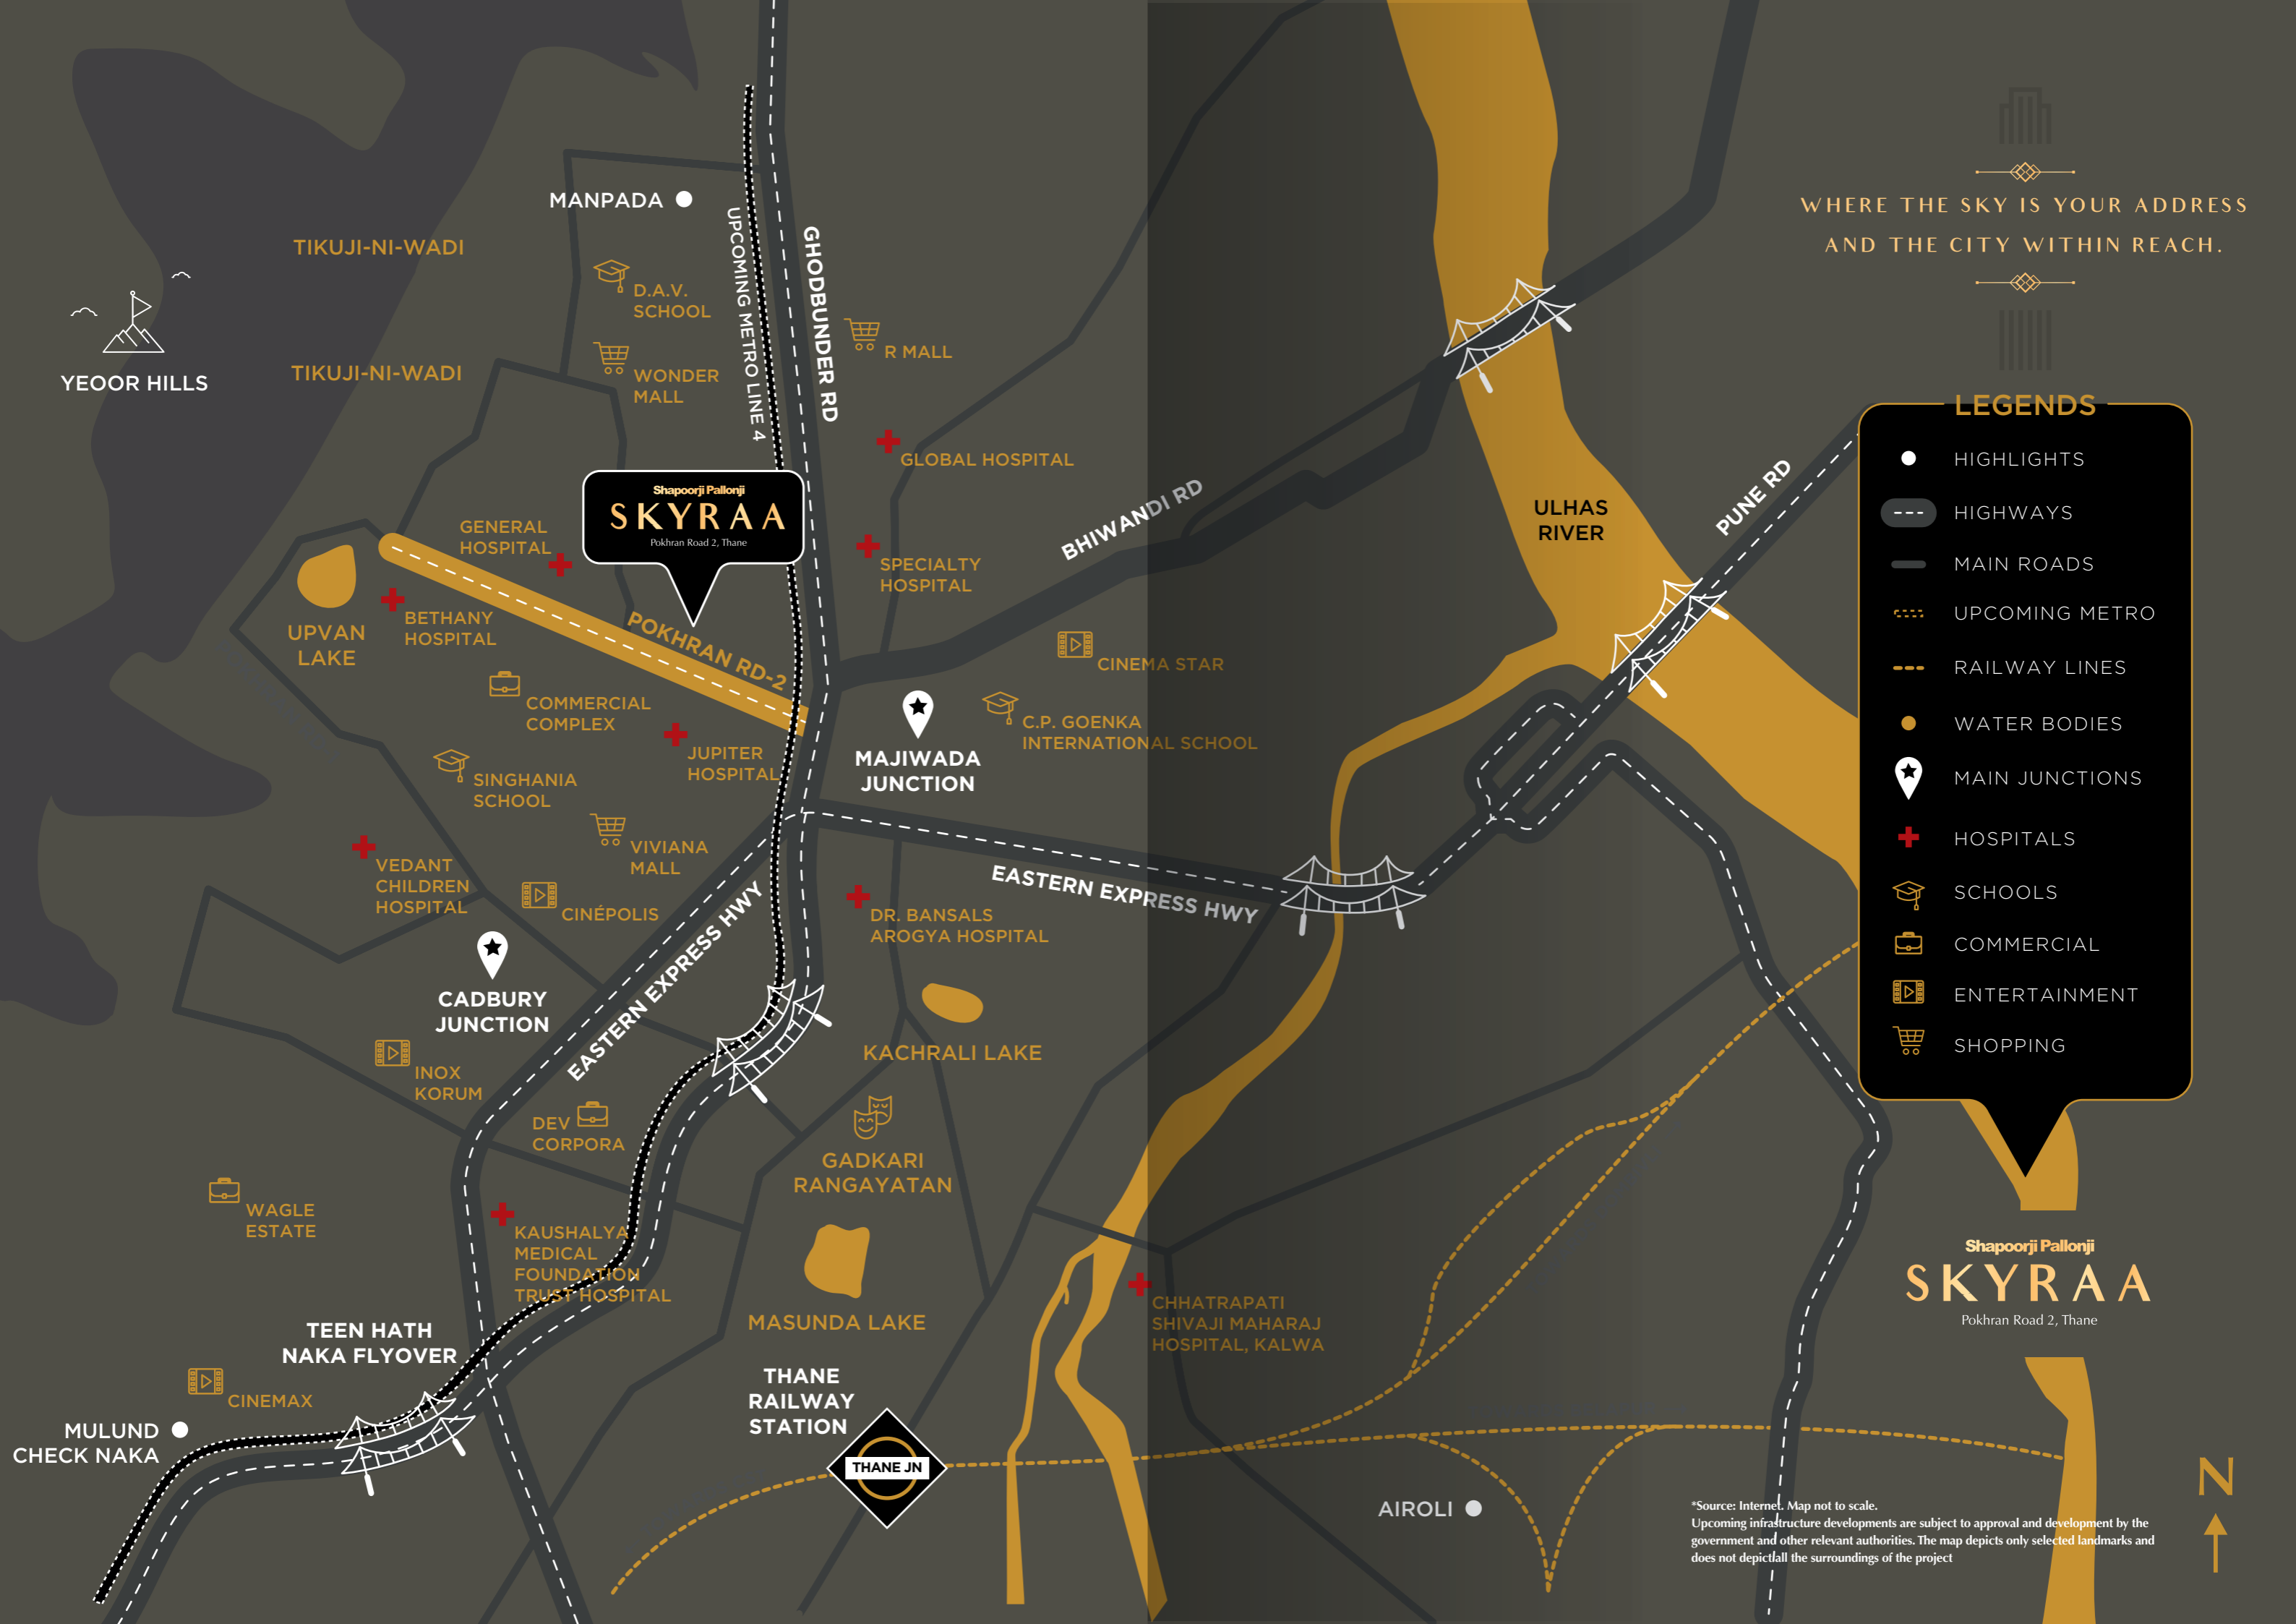 WHERE THE SKY IS YOUR ADDRESS
AND THE CITY WITHIN REACH.
MANPADA
TIKUJI-NI-WADI
UPCOMING METRO LINE 4
GHODBUNDER RD
D.A.V.
SCHOOL
R MALL
TIKUJI-NI-WADI
YEOOR HILLS
WONDER
MALL
GLOBAL HOSPITAL
Shapoorji Pallonji
SKYRAA
Pokhran Road 2, Thane
GENERAL
HOSPITAL
BHIWANDI RD
ULHAS
RIVER
PUNE RD
SPECIALTY
HOSPITAL
BETHANY
HOSPITAL
UPVAN
LAKE
POKHRAN RD-2
CINEMA STAR
COMMERCIAL
COMPLEX
C.P. GOENKA
INTERNATIONAL SCHOOL
JUPITER
HOSPITAL
MAJIWADA
JUNCTION
SINGHANIA
SCHOOL
VIVIANA
MALL
VEDANT
CHILDREN
HOSPITAL
CINÉPOLIS
EASTERN EXPRESS HWY
EASTERN EXPRESS HWY
DR. BANSALS
AROGYA HOSPITAL
CADBURY
JUNCTION
KACHRALI LAKE
INOX
KORUM
DEV
CORPORA
GADKARI
RANGAYATAN
WAGLE
ESTATE
KAUSHALYA
MEDICAL
FOUNDATION
TRUST HOSPITAL
MASUNDA LAKE
CHHATRAPATI
SHIVAJI MAHARAJ
HOSPITAL, KALWA
TEEN HATH
NAKA FLYOVER
THANE
RAILWAY
STATION
CINEMAX
MULUND
CHECK NAKA
THANE JN
AIROLI
LEGENDS
HIGHLIGHTS
HIGHWAYS
MAIN ROADS
UPCOMING METRO
RAILWAY LINES
WATER BODIES
MAIN JUNCTIONS
HOSPITALS
SCHOOLS
COMMERCIAL
ENTERTAINMENT
SHOPPING
Shapoorji Pallonji
SKYRAA
Pokhran Road 2, Thane
N
*Source: Internet. Map not to scale.
Upcoming infrastructure developments are subject to approval and development by the
government and other relevant authorities. The map depicts only selected landmarks and
does not depict all the surroundings of the project